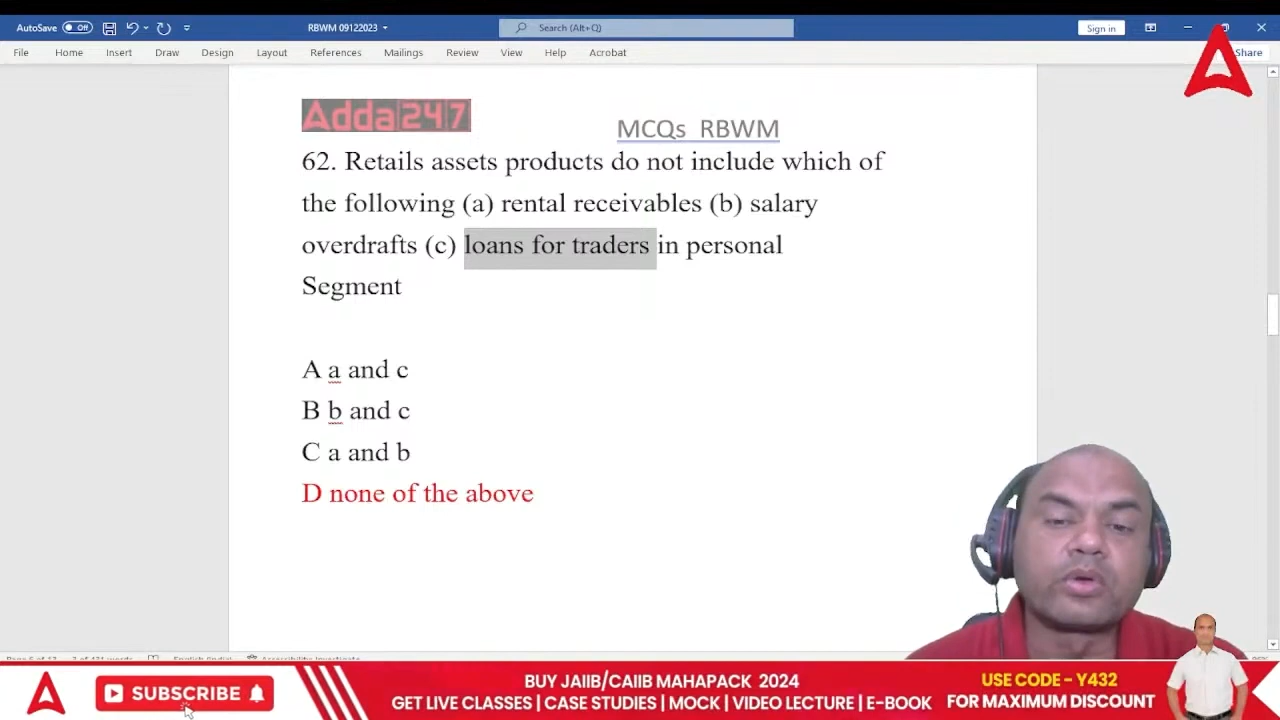 AutoSave Off RBWM 09122023 Search (Alt+Q) Sign in
File Home Insert Draw Design Layout References Mailings Review View Help Acrobat Share
Adda247
MCQs RBWM
62. Retails assets products do not include which of
the following (a) rental receivables (b) salary
overdrafts (c) loans for traders in personal
Segment
A a and c
B b and c
C a and b
D none of the above
SUBSCRIBE
BUY JAIIB/CAIIB MAHAPACK 2024
GET LIVE CLASSES | CASE STUDIES | MOCK | VIDEO LECTURE | E-BOOK
USE CODE - Y432
FOR MAXIMUM DISCOUNT